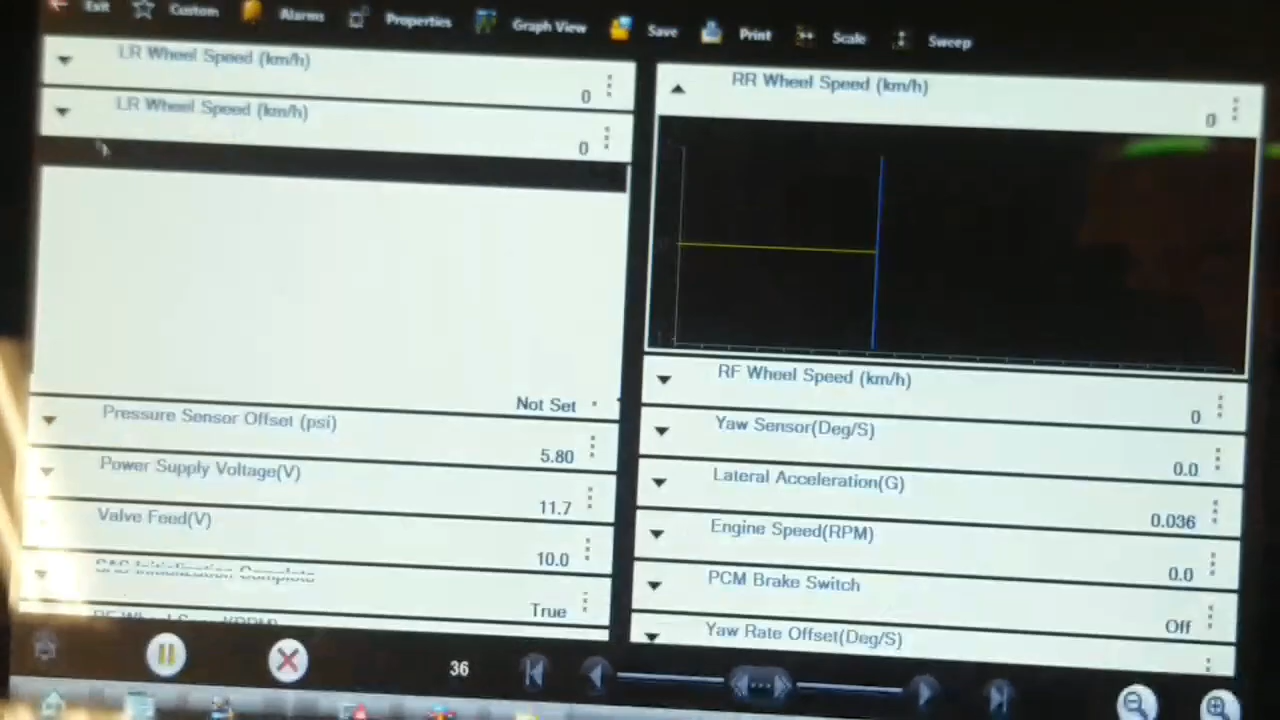 Exit Custom Alarms Properties Graph View Save Print Scale Sweep
LR Wheel Speed (km/h)
0
LR Wheel Speed (km/h)
0
Not Set
Pressure Sensor Offset (psi)
5.80
Power Supply Voltage(V)
11.7
Valve Feed(V)
10.0
SAS Initialization Complete
True
RR Wheel Speed (km/h)
0
RF Wheel Speed (km/h)
0
Yaw Sensor(Deg/S)
0.0
Lateral Acceleration(G)
0.036
Engine Speed(RPM)
0.0
PCM Brake Switch
Off
Yaw Rate Offset(Deg/S)
36